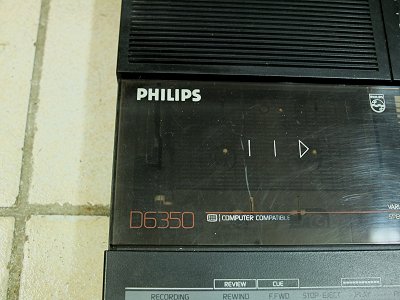 PHILIPS
D6350 COMPUTER COMPATIBLE
REVIEW CUE
RECORDING REWIND F.FWD